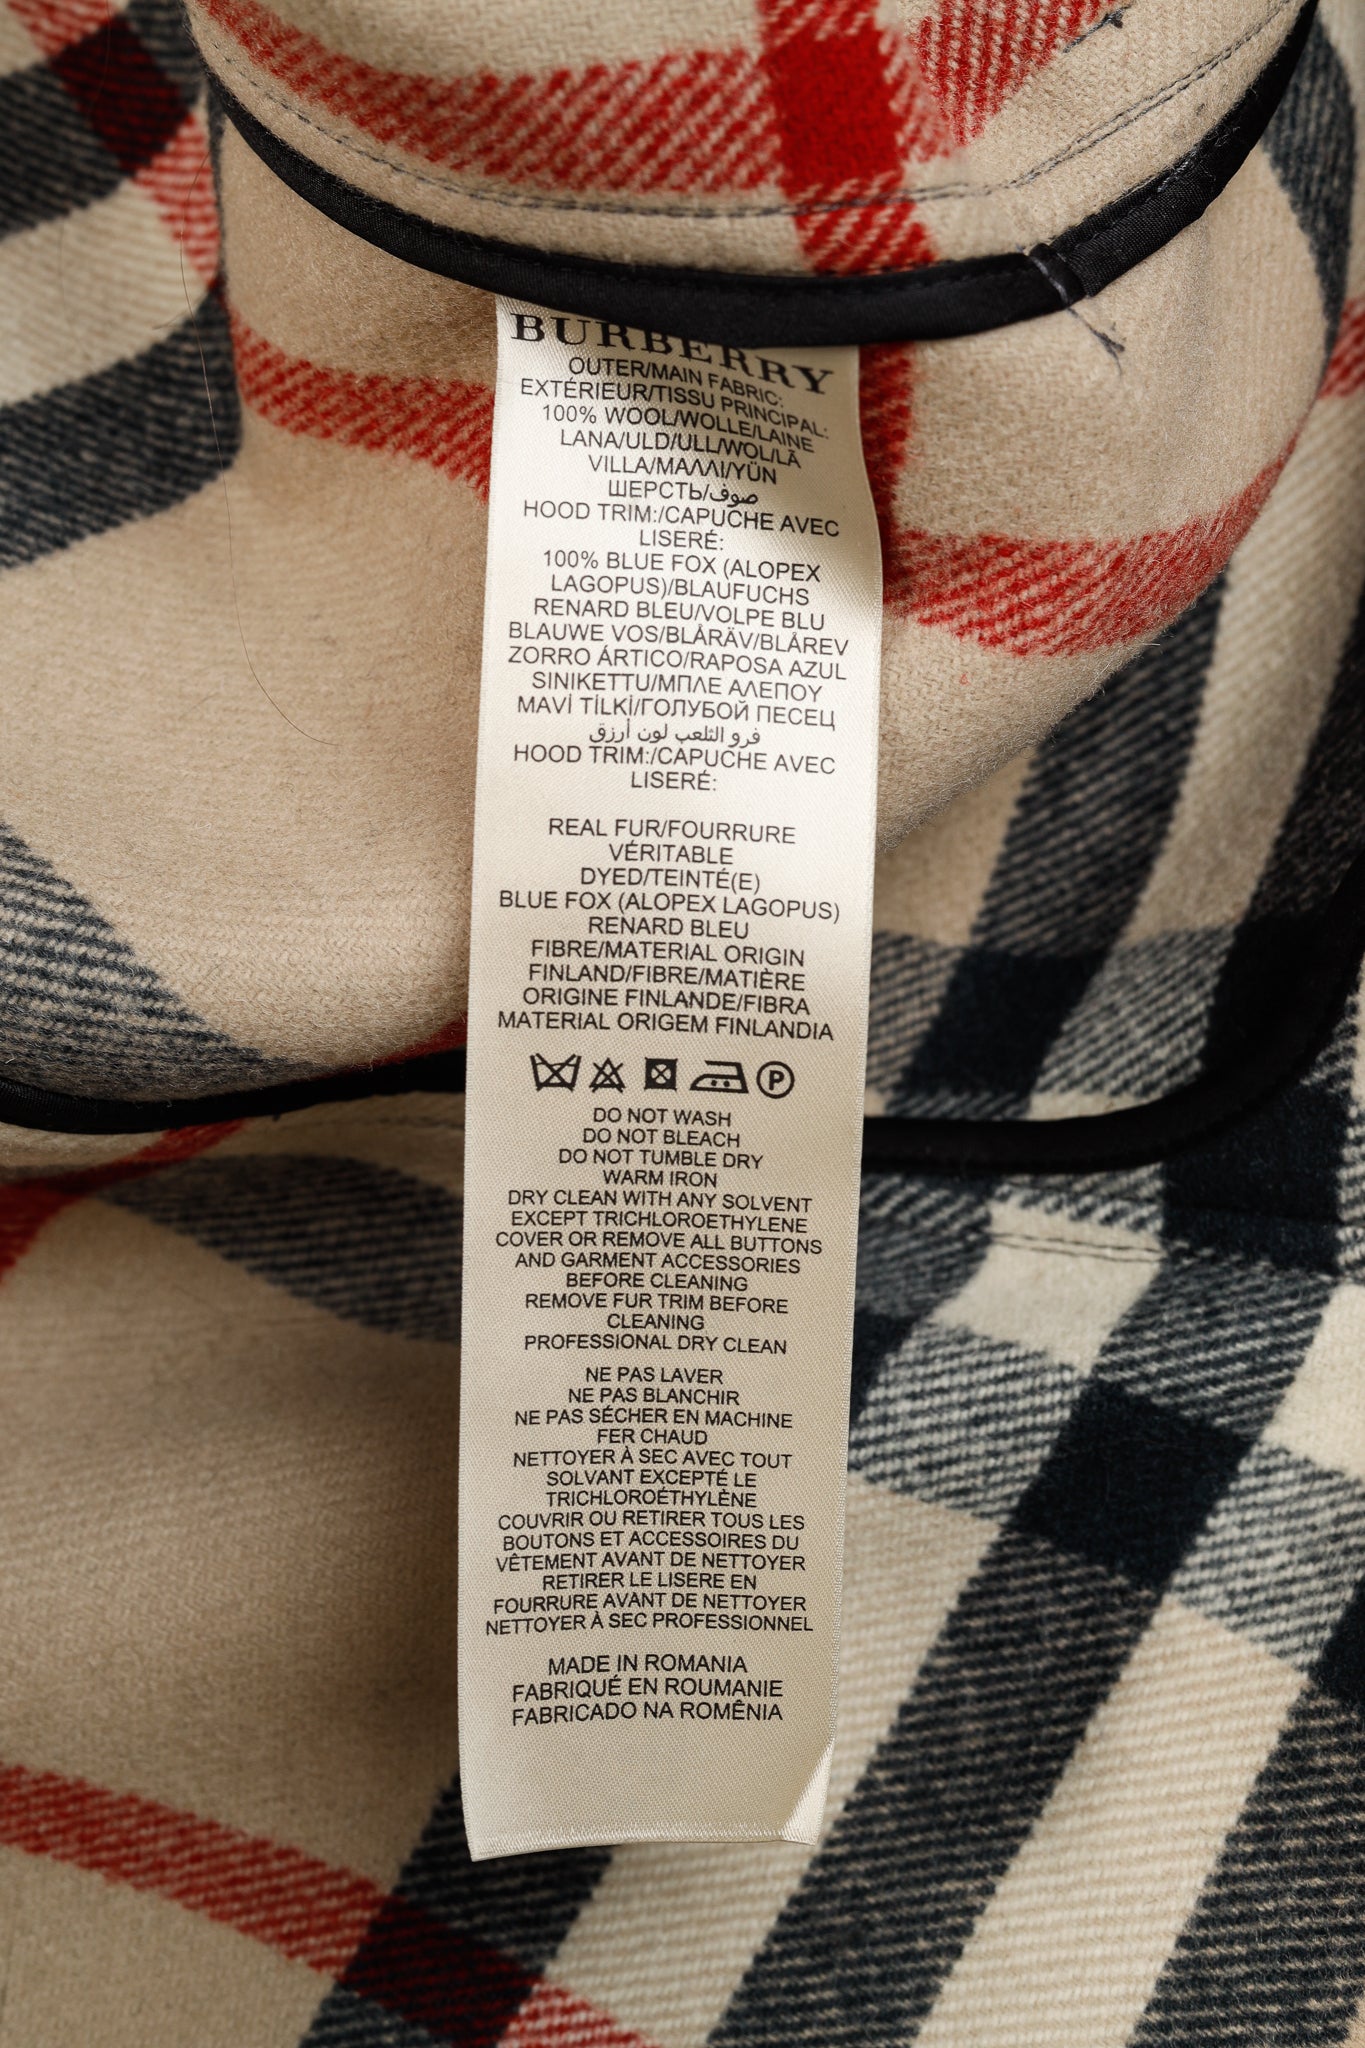 BURBERRY
OUTER/MAIN FABRIC:
EXTÉRIEUR/TISSU PRINCIPAL:
100% WOOL/WOLLE/LAINE
LANA/ULD/ULL/WOL/LÃ
VILLA/ΜΑΛΛΙ/YÜN
ШЕРСТЬ/صوف
HOOD TRIM:/CAPUCHE AVEC
LISERÉ:
100% BLUE FOX (ALOPEX
LAGOPUS)/BLAUFUCHS
RENARD BLEU/VOLPE BLU
BLAUWE VOS/BLÅRÄV/BLÅREV
ZORRO ÁRTICO/RAPOSA AZUL
SINIKETTU/ΜΠΛΕ ΑΛΕΠΟΥ
MAVİ TİLKİ/ГОЛУБОЙ ПЕСЕЦ
فرو الثلعب لون أزرق
HOOD TRIM:/CAPUCHE AVEC
LISERÉ:
REAL FUR/FOURRURE
VÉRITABLE
DYED/TEINTÉ(E)
BLUE FOX (ALOPEX LAGOPUS)
RENARD BLEU
FIBRE/MATERIAL ORIGIN
FINLAND/FIBRE/MATIÈRE
ORIGINE FINLANDE/FIBRA
MATERIAL ORIGEM FINLANDIA
P
DO NOT WASH
DO NOT BLEACH
DO NOT TUMBLE DRY
WARM IRON
DRY CLEAN WITH ANY SOLVENT
EXCEPT TRICHLOROETHYLENE
COVER OR REMOVE ALL BUTTONS
AND GARMENT ACCESSORIES
BEFORE CLEANING
REMOVE FUR TRIM BEFORE
CLEANING
PROFESSIONAL DRY CLEAN
NE PAS LAVER
NE PAS BLANCHIR
NE PAS SÉCHER EN MACHINE
FER CHAUD
NETTOYER À SEC AVEC TOUT
SOLVANT EXCEPTÉ LE
TRICHLOROÉTHYLÈNE
COUVRIR OU RETIRER TOUS LES
BOUTONS ET ACCESSOIRES DU
VÊTEMENT AVANT DE NETTOYER
RETIRER LE LISERE EN
FOURRURE AVANT DE NETTOYER
NETTOYER À SEC PROFESSIONNEL
MADE IN ROMANIA
FABRIQUÉ EN ROUMANIE
FABRICADO NA ROMÊNIA